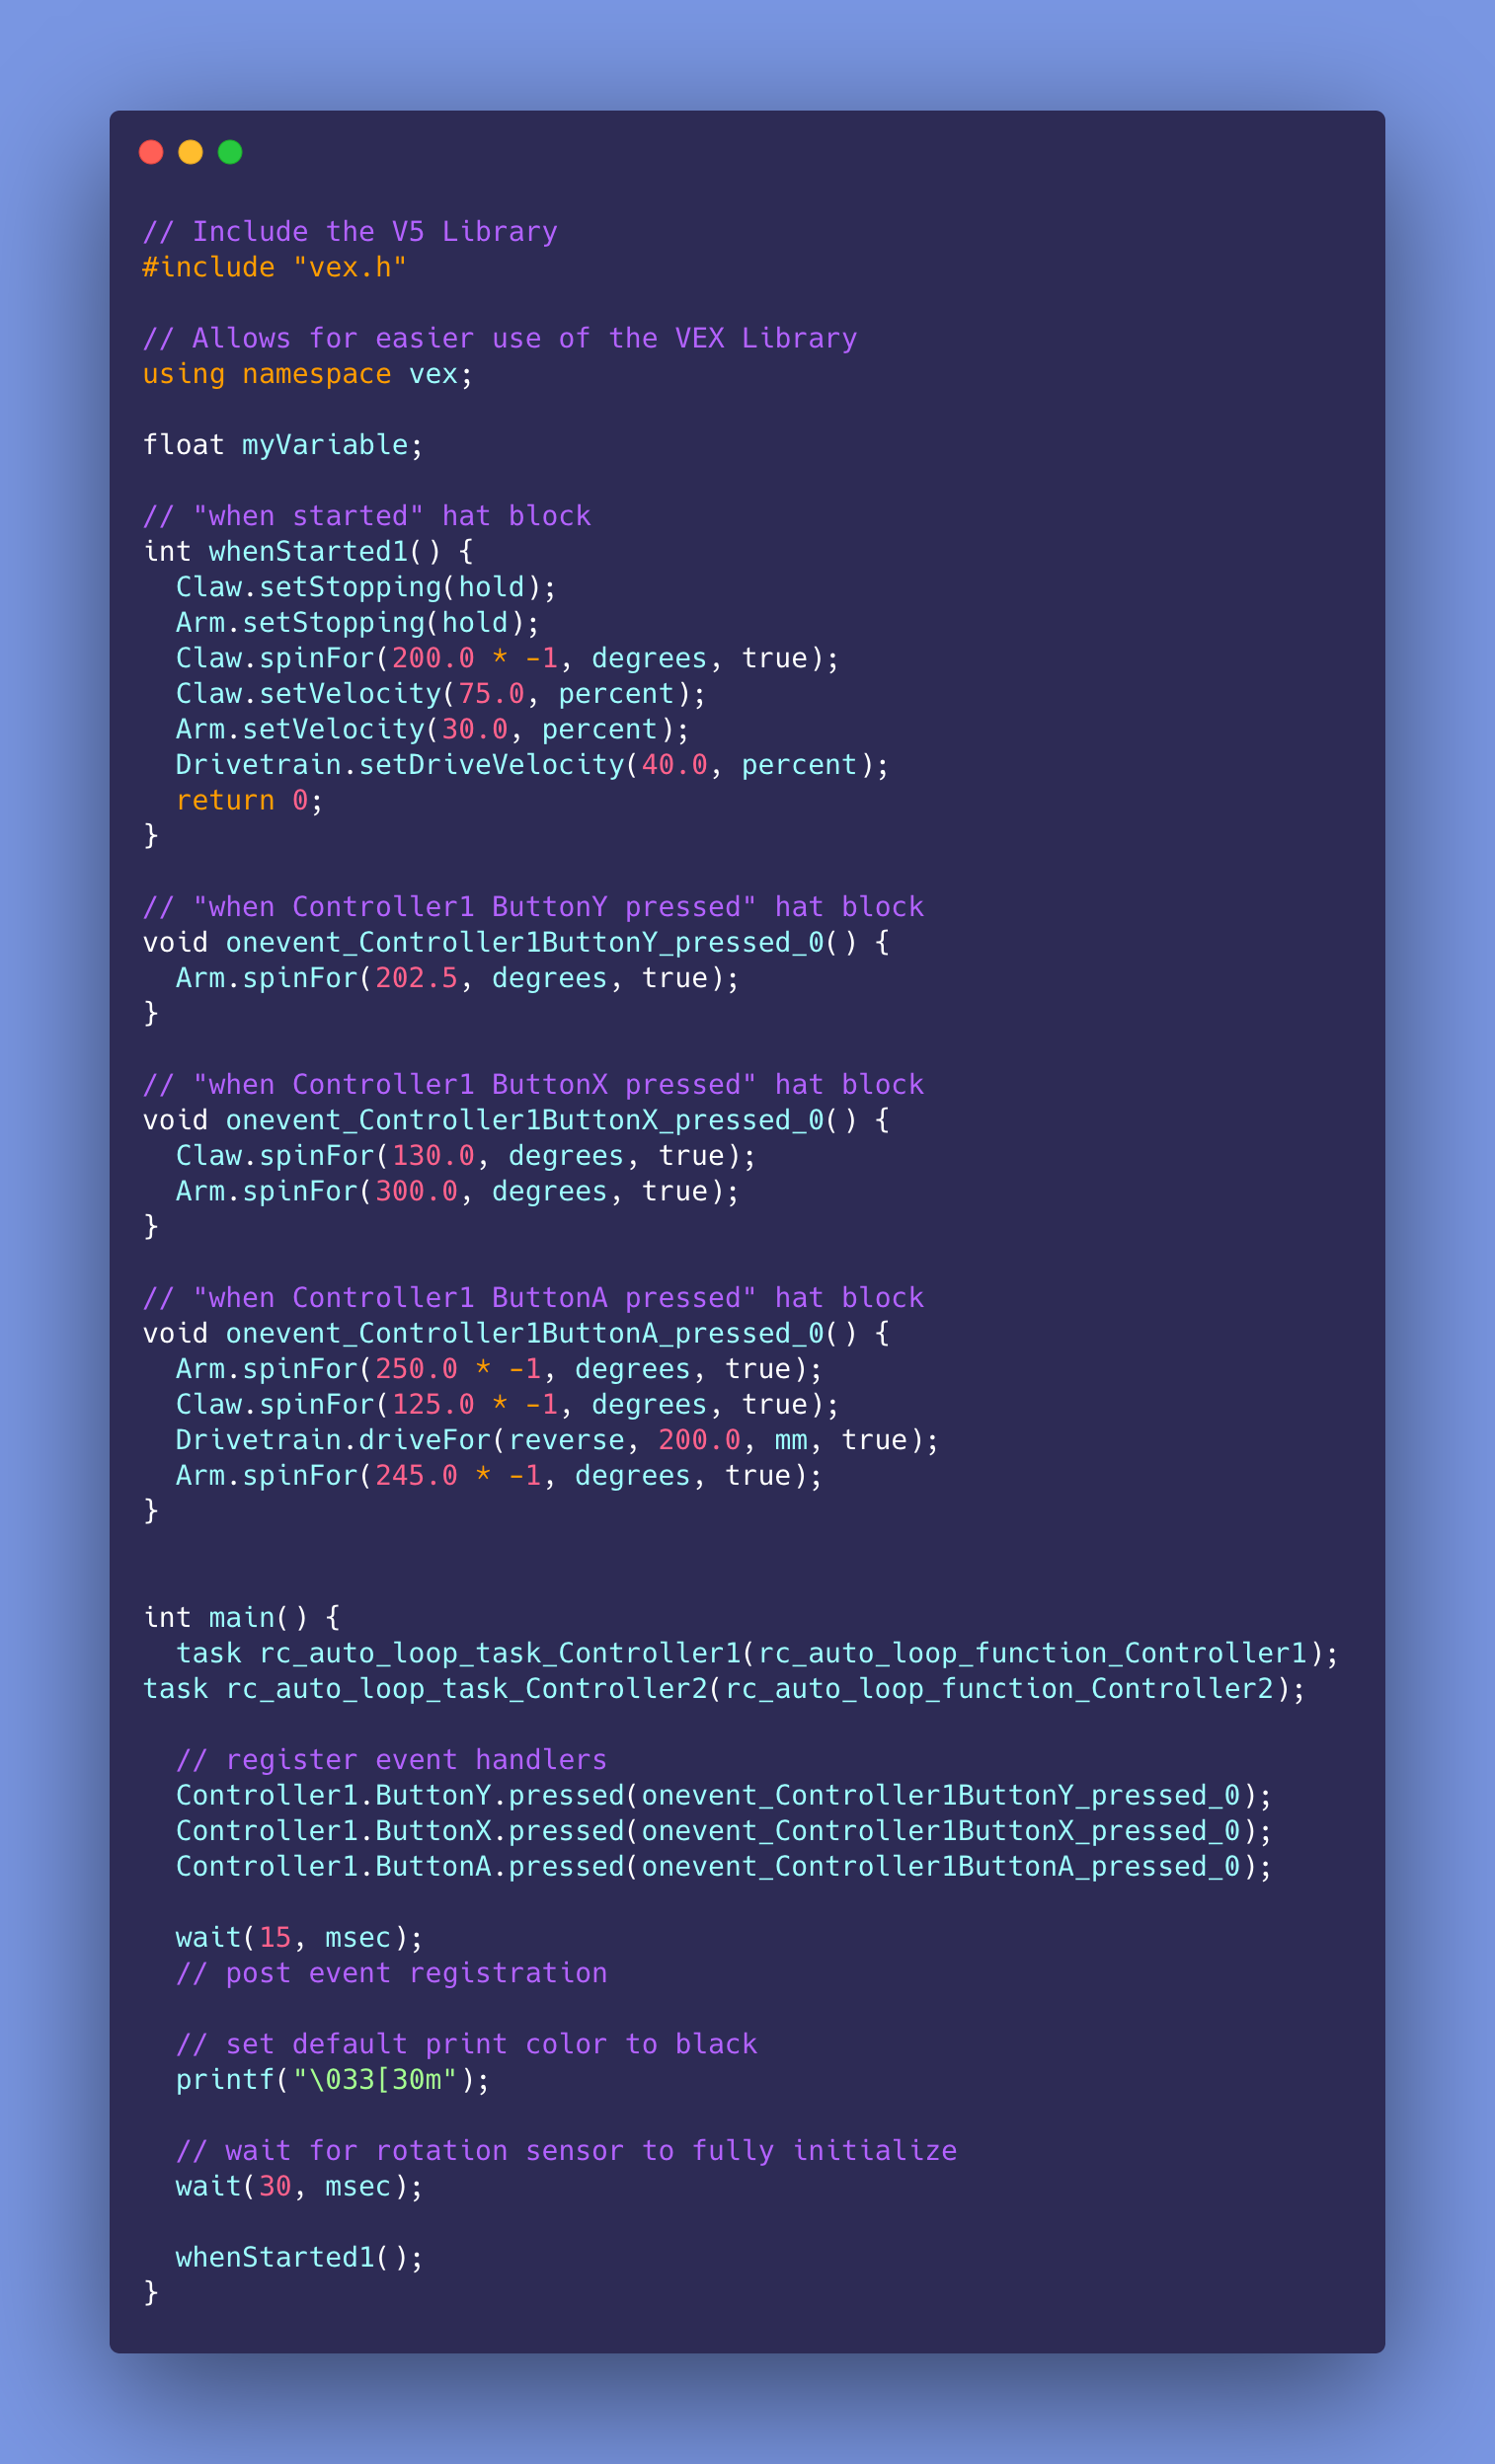 // Include the V5 Library
#include "vex.h"

// Allows for easier use of the VEX Library
using namespace vex;

float myVariable;

// "when started" hat block
int whenStarted1() {
  Claw.setStopping(hold);
  Arm.setStopping(hold);
  Claw.spinFor(200.0 * -1, degrees, true);
  Claw.setVelocity(75.0, percent);
  Arm.setVelocity(30.0, percent);
  Drivetrain.setDriveVelocity(40.0, percent);
  return 0;
}

// "when Controller1 ButtonY pressed" hat block
void onevent_Controller1ButtonY_pressed_0() {
  Arm.spinFor(202.5, degrees, true);
}

// "when Controller1 ButtonX pressed" hat block
void onevent_Controller1ButtonX_pressed_0() {
  Claw.spinFor(130.0, degrees, true);
  Arm.spinFor(300.0, degrees, true);
}

// "when Controller1 ButtonA pressed" hat block
void onevent_Controller1ButtonA_pressed_0() {
  Arm.spinFor(250.0 * -1, degrees, true);
  Claw.spinFor(125.0 * -1, degrees, true);
  Drivetrain.driveFor(reverse, 200.0, mm, true);
  Arm.spinFor(245.0 * -1, degrees, true);
}


int main() {
  task rc_auto_loop_task_Controller1(rc_auto_loop_function_Controller1);
task rc_auto_loop_task_Controller2(rc_auto_loop_function_Controller2);

  // register event handlers
  Controller1.ButtonY.pressed(onevent_Controller1ButtonY_pressed_0);
  Controller1.ButtonX.pressed(onevent_Controller1ButtonX_pressed_0);
  Controller1.ButtonA.pressed(onevent_Controller1ButtonA_pressed_0);

  wait(15, msec);
  // post event registration

  // set default print color to black
  printf("\033[30m");

  // wait for rotation sensor to fully initialize
  wait(30, msec);

  whenStarted1();
}